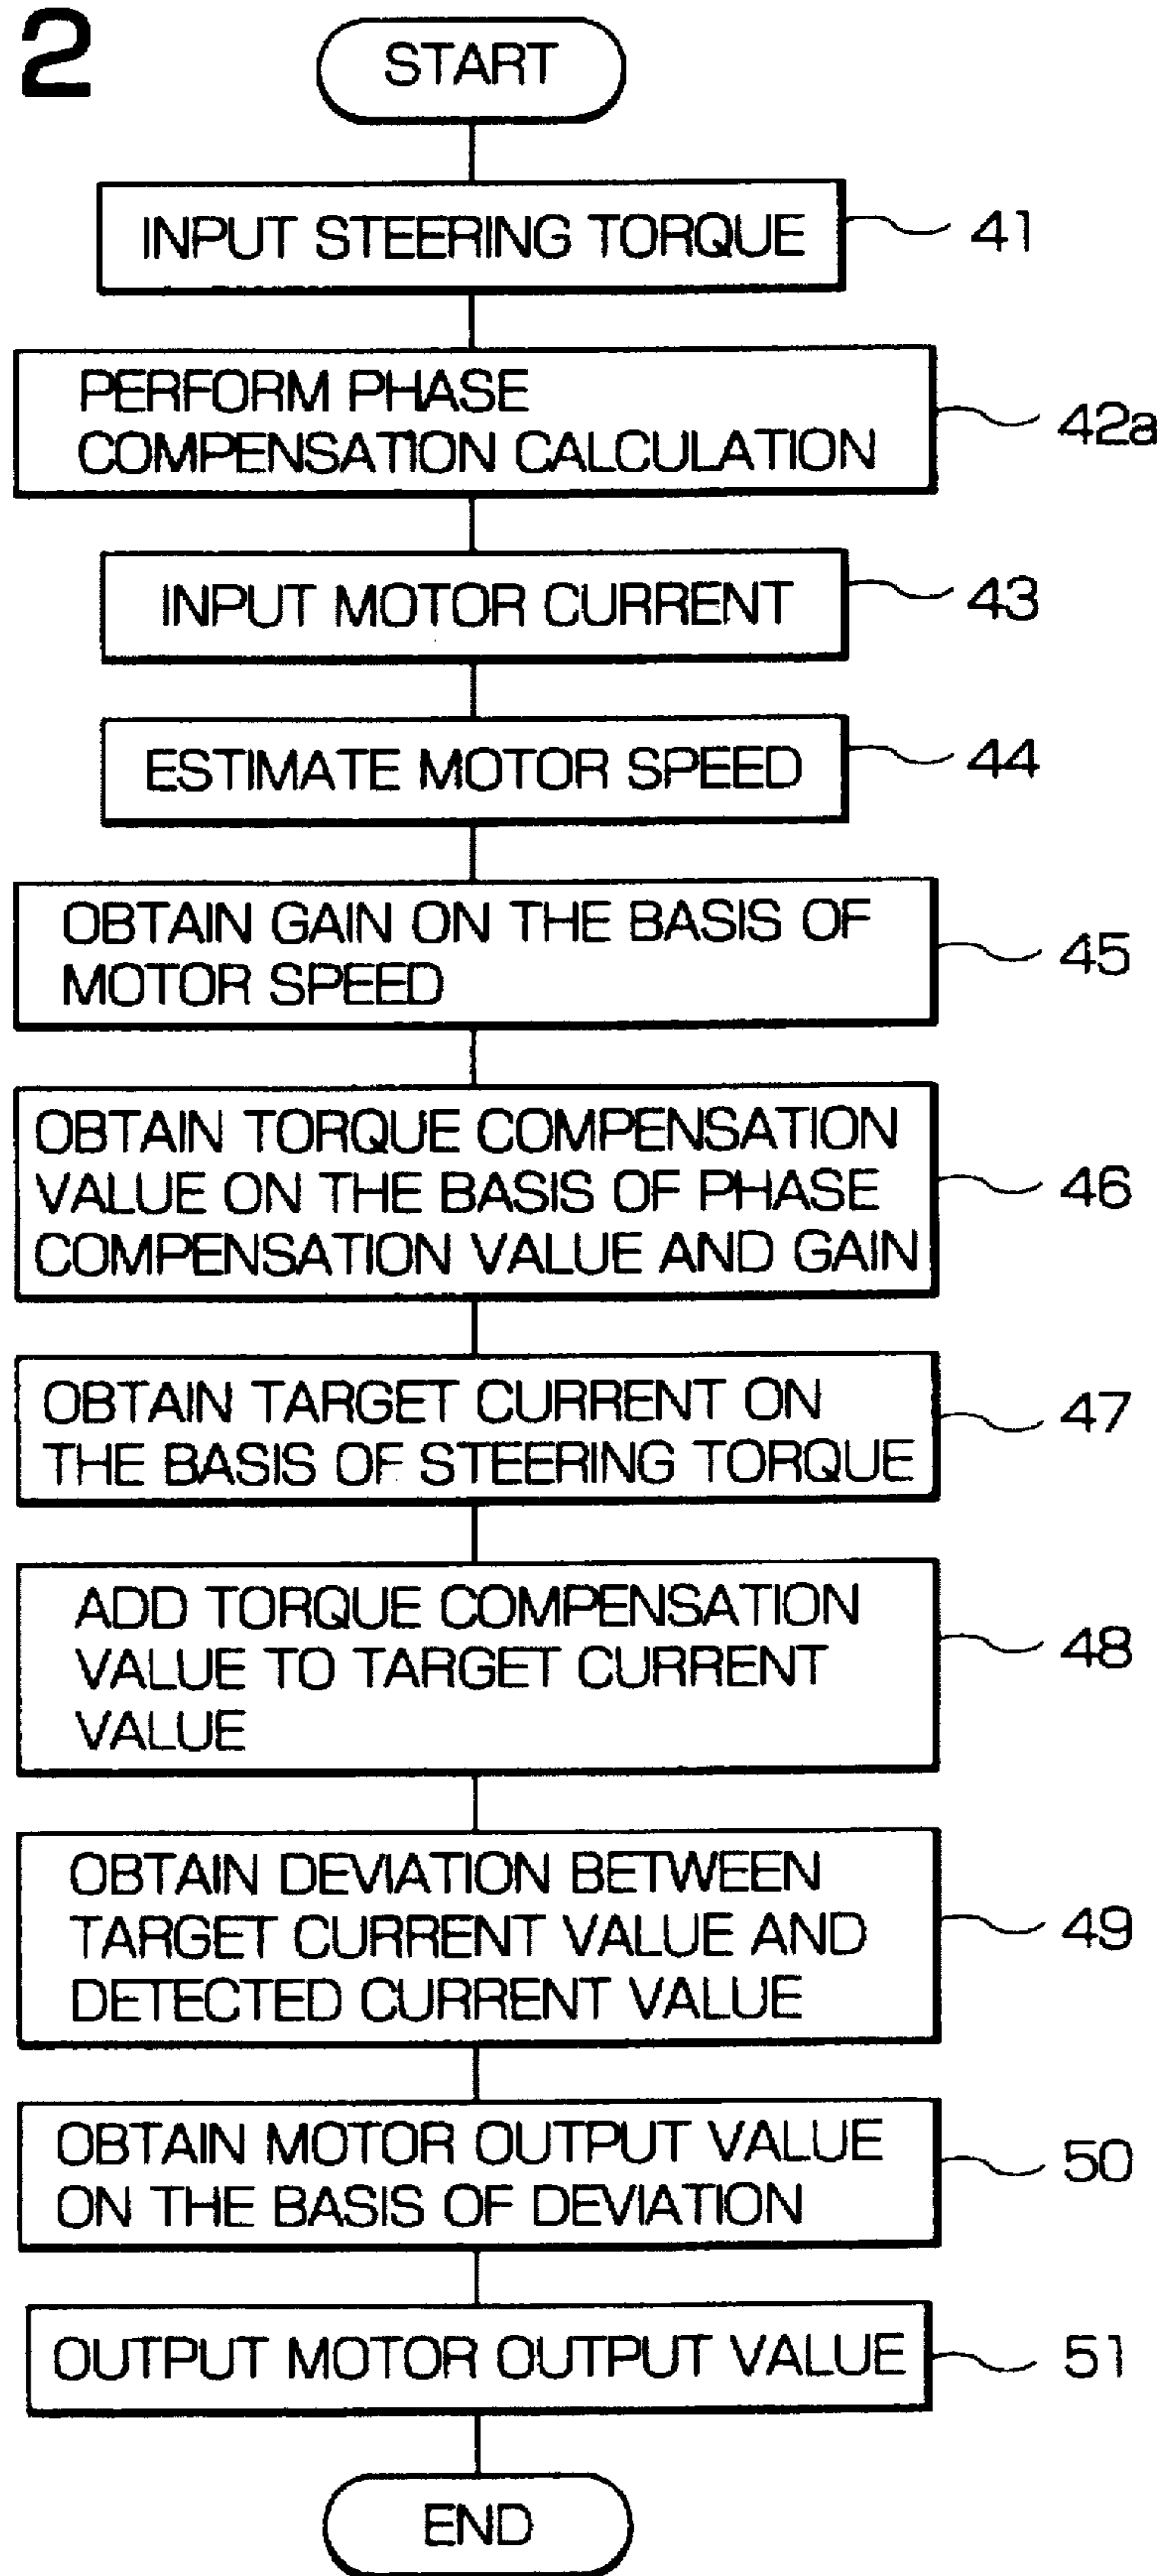 2
START
INPUT STEERING TORQUE
41
PERFORM PHASE
COMPENSATION CALCULATION
42a
INPUT MOTOR CURRENT
43
ESTIMATE MOTOR SPEED
44
OBTAIN GAIN ON THE BASIS OF
MOTOR SPEED
45
OBTAIN TORQUE COMPENSATION
VALUE ON THE BASIS OF PHASE
COMPENSATION VALUE AND GAIN
46
OBTAIN TARGET CURRENT ON
THE BASIS OF STEERING TORQUE
47
ADD TORQUE COMPENSATION
VALUE TO TARGET CURRENT
VALUE
48
OBTAIN DEVIATION BETWEEN
TARGET CURRENT VALUE AND
DETECTED CURRENT VALUE
49
OBTAIN MOTOR OUTPUT VALUE
ON THE BASIS OF DEVIATION
50
OUTPUT MOTOR OUTPUT VALUE
51
END